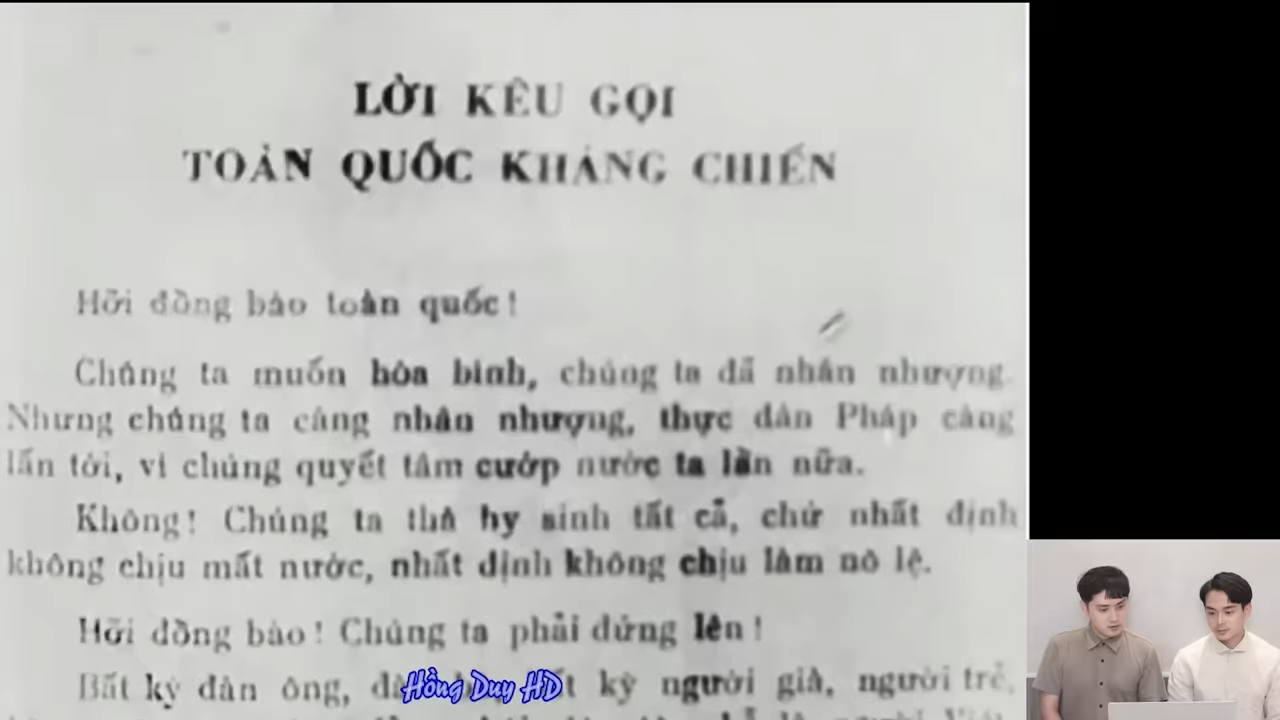 LỜI KÊU GỌI
TOÀN QUỐC KHÁNG CHIẾN
Hỡi đồng bào toàn quốc!
Chúng ta muốn hòa bình, chúng ta đã nhân nhượng.
Nhưng chúng ta càng nhân nhượng, thực dân Pháp càng
lấn tới, vì chúng quyết tâm cướp nước ta lần nữa.
Không! Chúng ta thà hy sinh tất cả, chứ nhất định
không chịu mất nước, nhất định không chịu làm nô lệ.
Hỡi đồng bào! Chúng ta phải đứng lên!
Bất kỳ đàn ông, kỳ người già, người trẻ,
Hồng Duy HD